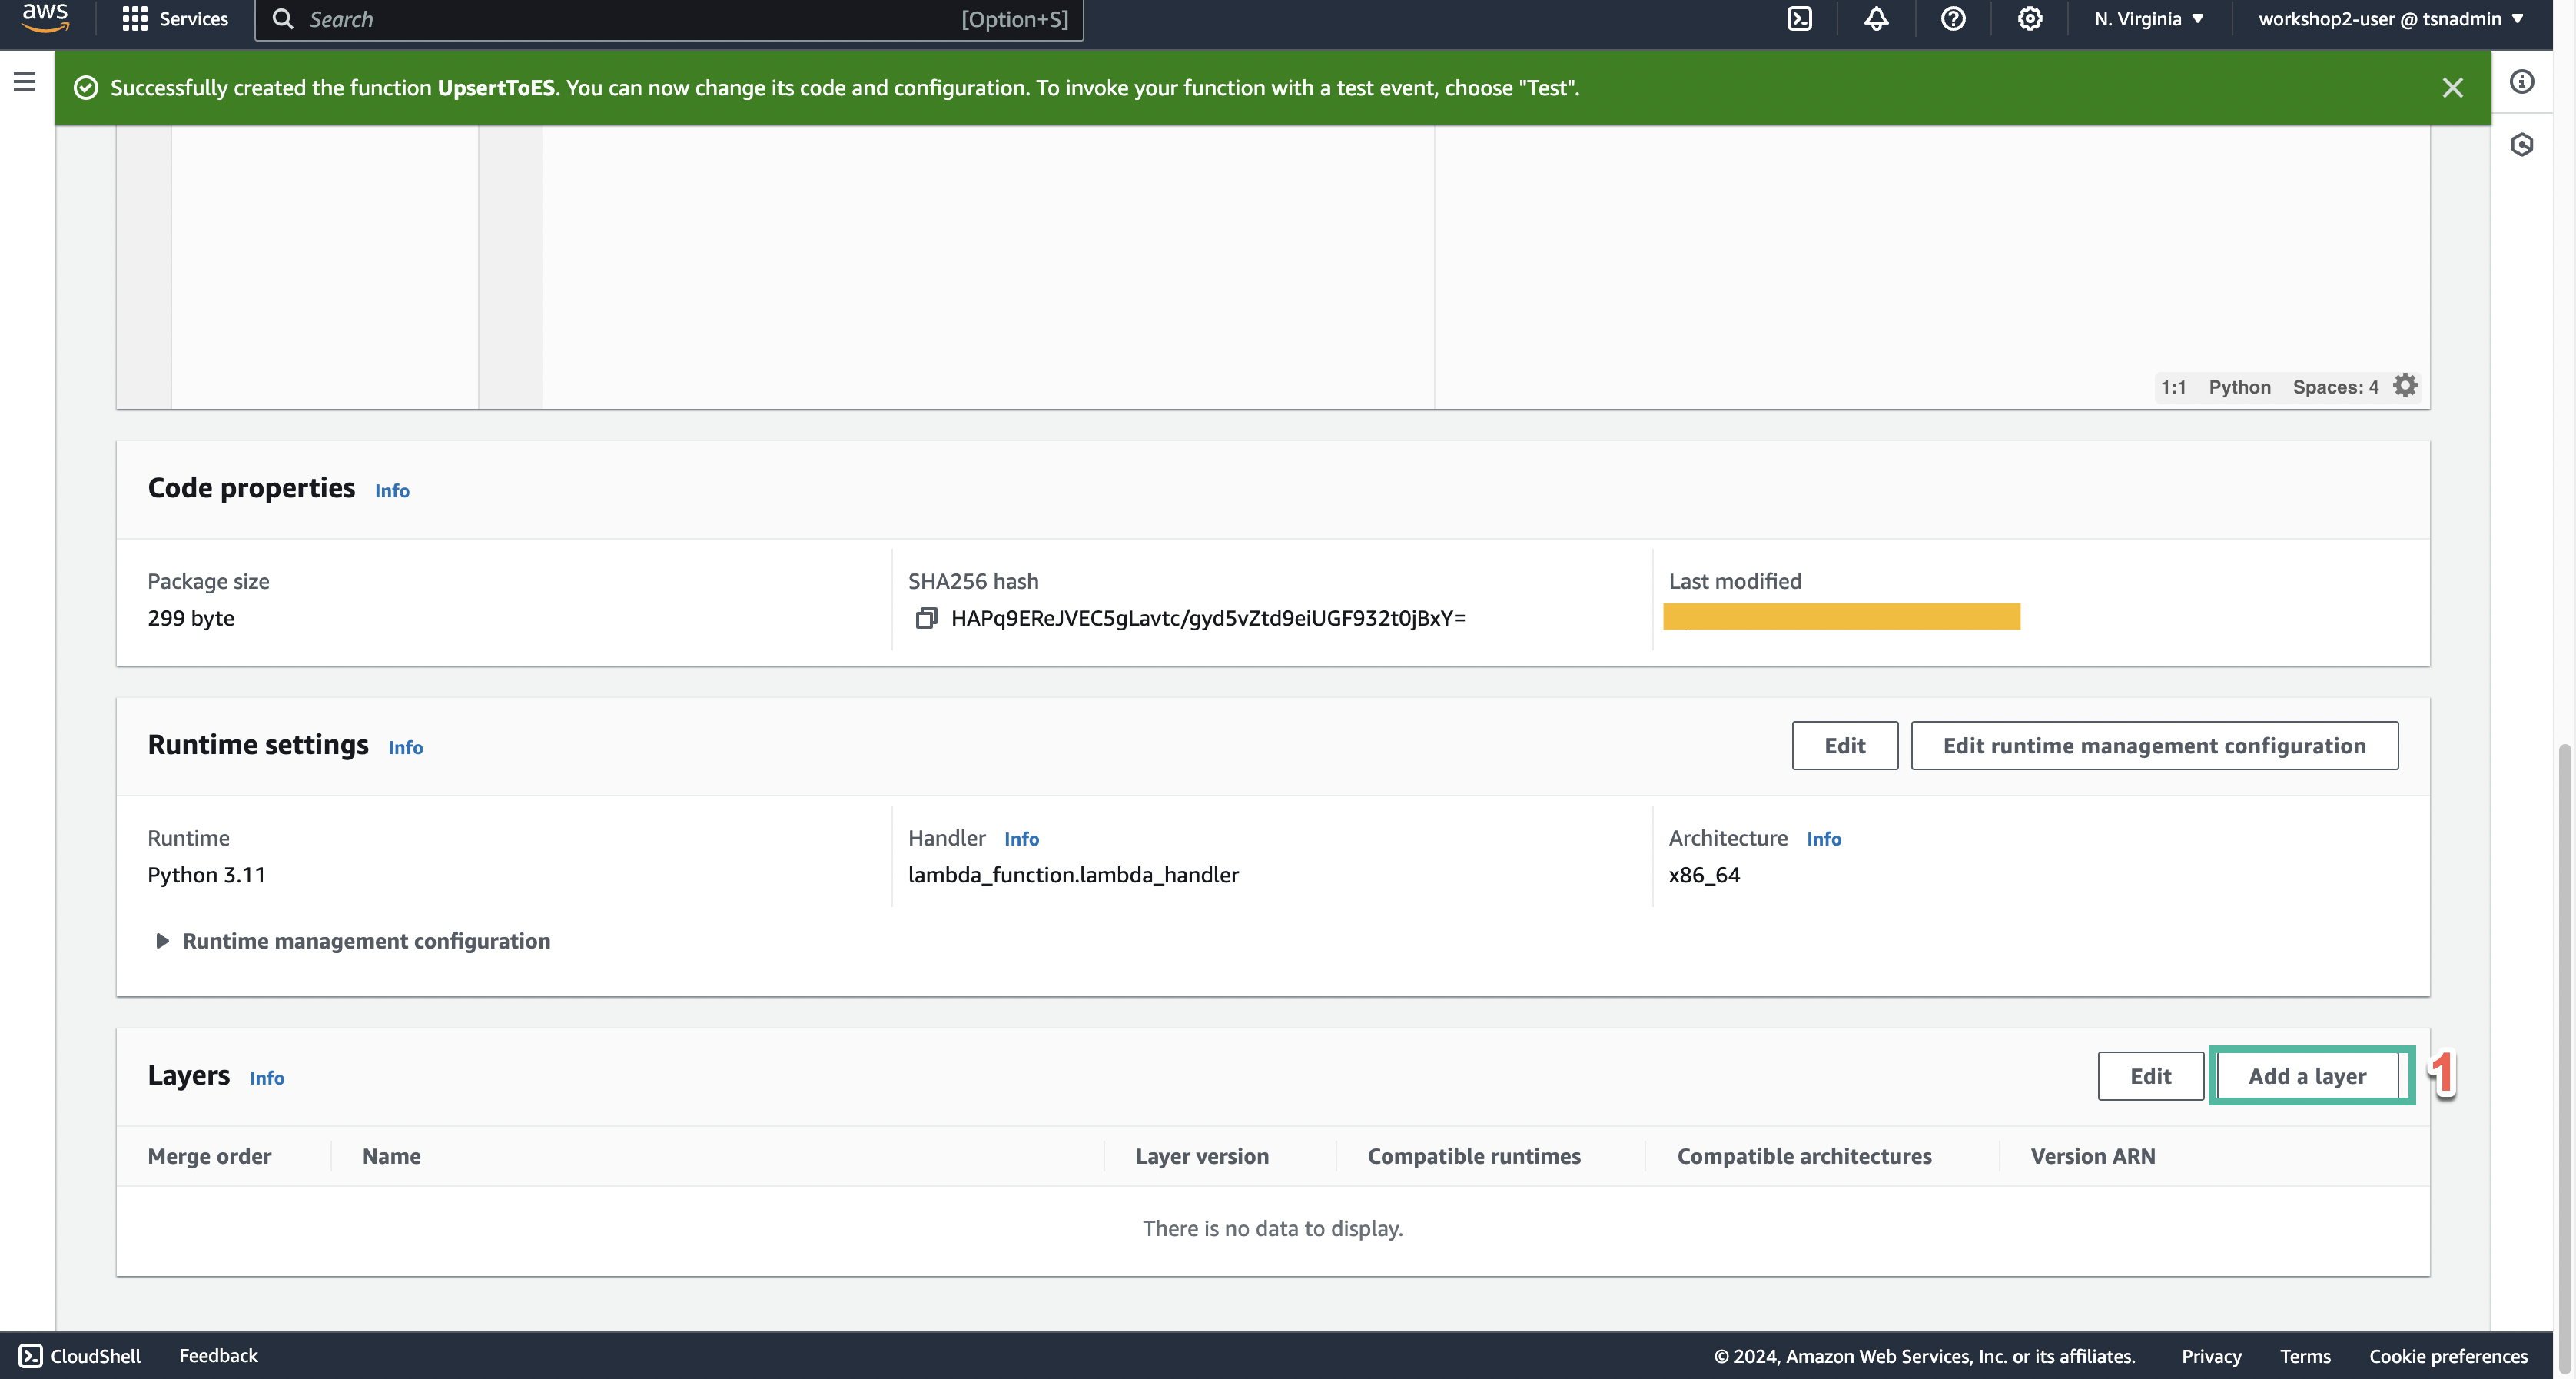 aws Services Search [Option+S] N. Virginia ▼ workshop2-user @ tsnadmin ▼
Successfully created the function UpsertToES. You can now change its code and configuration. To invoke your function with a test event, choose "Test".
1:1 Python Spaces: 4
Code properties Info
Package size SHA256 hash Last modified
299 byte HAPq9EReJVEC5gLavtc/gyd5vZtd9eiUGF932t0jBxY=
Runtime settings Info Edit Edit runtime management configuration
Runtime Handler Info Architecture Info
Python 3.11 lambda_function.lambda_handler x86_64
Runtime management configuration
Layers Info Edit Add a layer 1
Merge order Name Layer version Compatible runtimes Compatible architectures Version ARN
There is no data to display.
CloudShell Feedback © 2024, Amazon Web Services, Inc. or its affiliates. Privacy Terms Cookie preferences